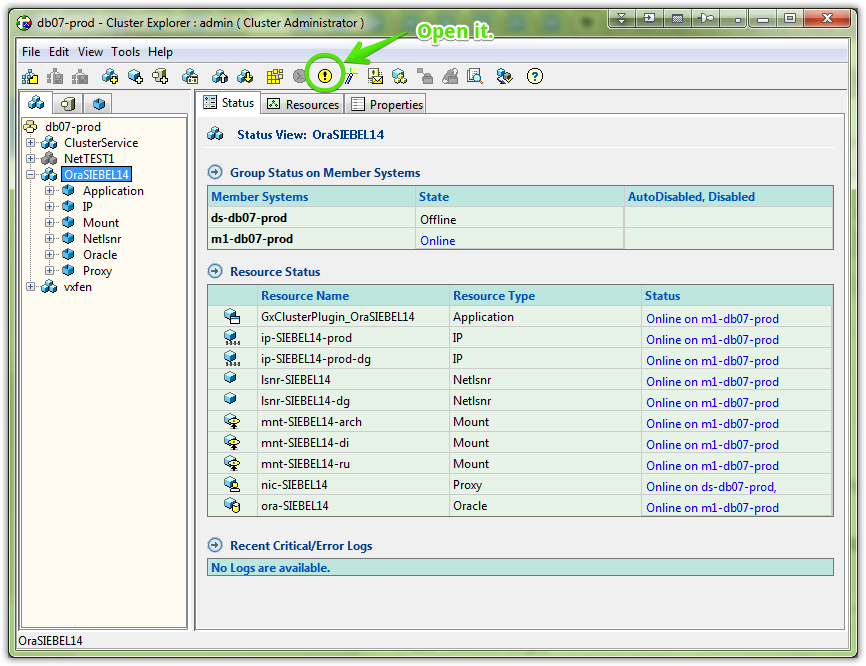 db07-prod - Cluster Explorer : admin ( Cluster Administrator )
Open it.
File Edit View Tools Help
Status Resources Properties
db07-prod
ClusterService
NetTEST1
OraSIEBEL14
Application
IP
Mount
Netlsnr
Oracle
Proxy
vxfen
Status View: OraSIEBEL14
Group Status on Member Systems
Member Systems State AutoDisabled, Disabled
ds-db07-prod Offline
m1-db07-prod Online
Resource Status
Resource Name Resource Type Status
GxClusterPlugin_OraSIEBEL14 Application Online on m1-db07-prod
ip-SIEBEL14-prod IP Online on m1-db07-prod
ip-SIEBEL14-prod-dg IP Online on m1-db07-prod
lsnr-SIEBEL14 Netlsnr Online on m1-db07-prod
lsnr-SIEBEL14-dg Netlsnr Online on m1-db07-prod
mnt-SIEBEL14-arch Mount Online on m1-db07-prod
mnt-SIEBEL14-di Mount Online on m1-db07-prod
mnt-SIEBEL14-ru Mount Online on m1-db07-prod
nic-SIEBEL14 Proxy Online on ds-db07-prod,
ora-SIEBEL14 Oracle Online on m1-db07-prod
Recent Critical/Error Logs
No Logs are available.
OraSIEBEL14